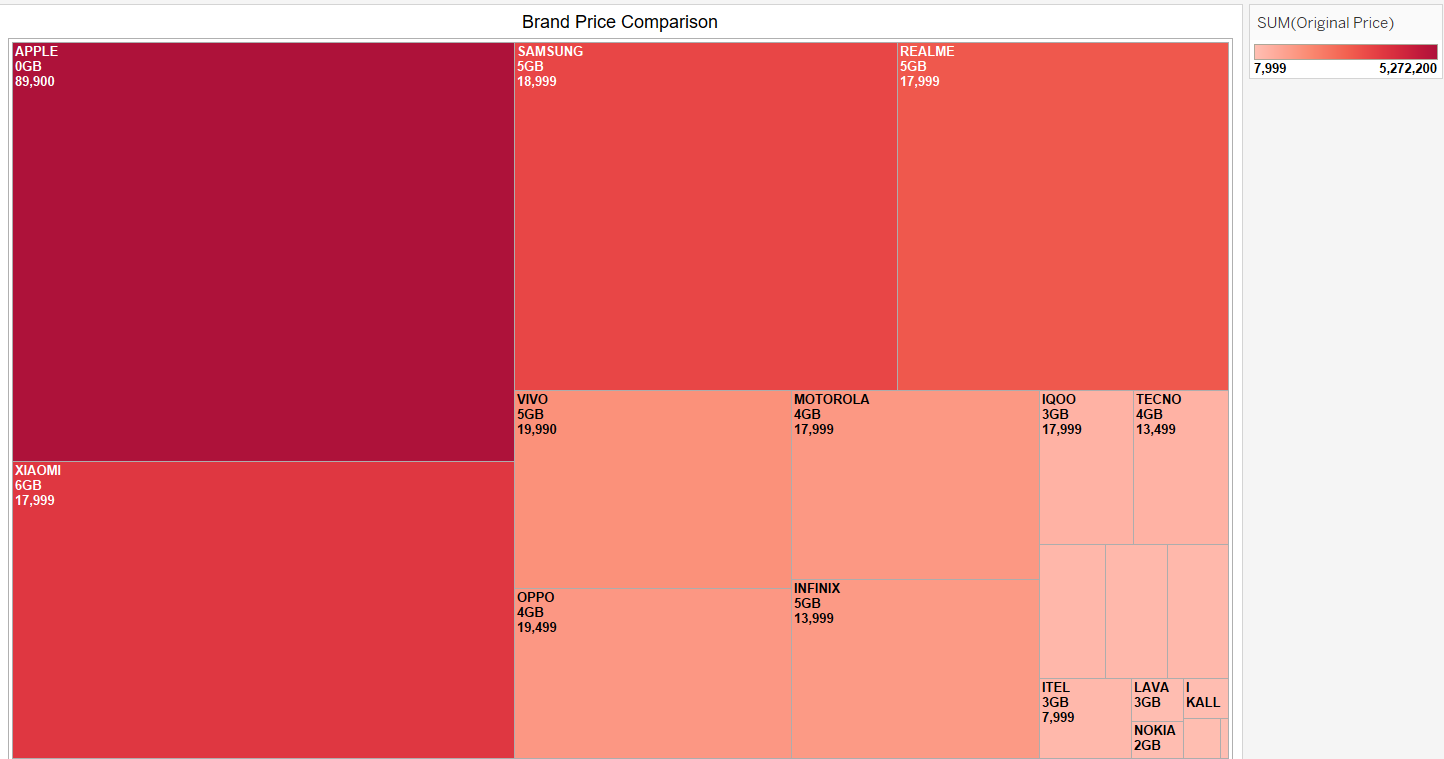 Brand Price Comparison
SUM(Original Price)
7,999
5,272,200
APPLE
0GB
89,900
SAMSUNG
5GB
18,999
REALME
5GB
17,999
XIAOMI
6GB
17,999
VIVO
5GB
19,990
MOTOROLA
4GB
17,999
IQOO
3GB
17,999
TECNO
4GB
13,499
OPPO
4GB
19,499
INFINIX
5GB
13,999
ITEL
3GB
7,999
LAVA
3GB
I
KALL
NOKIA
2GB